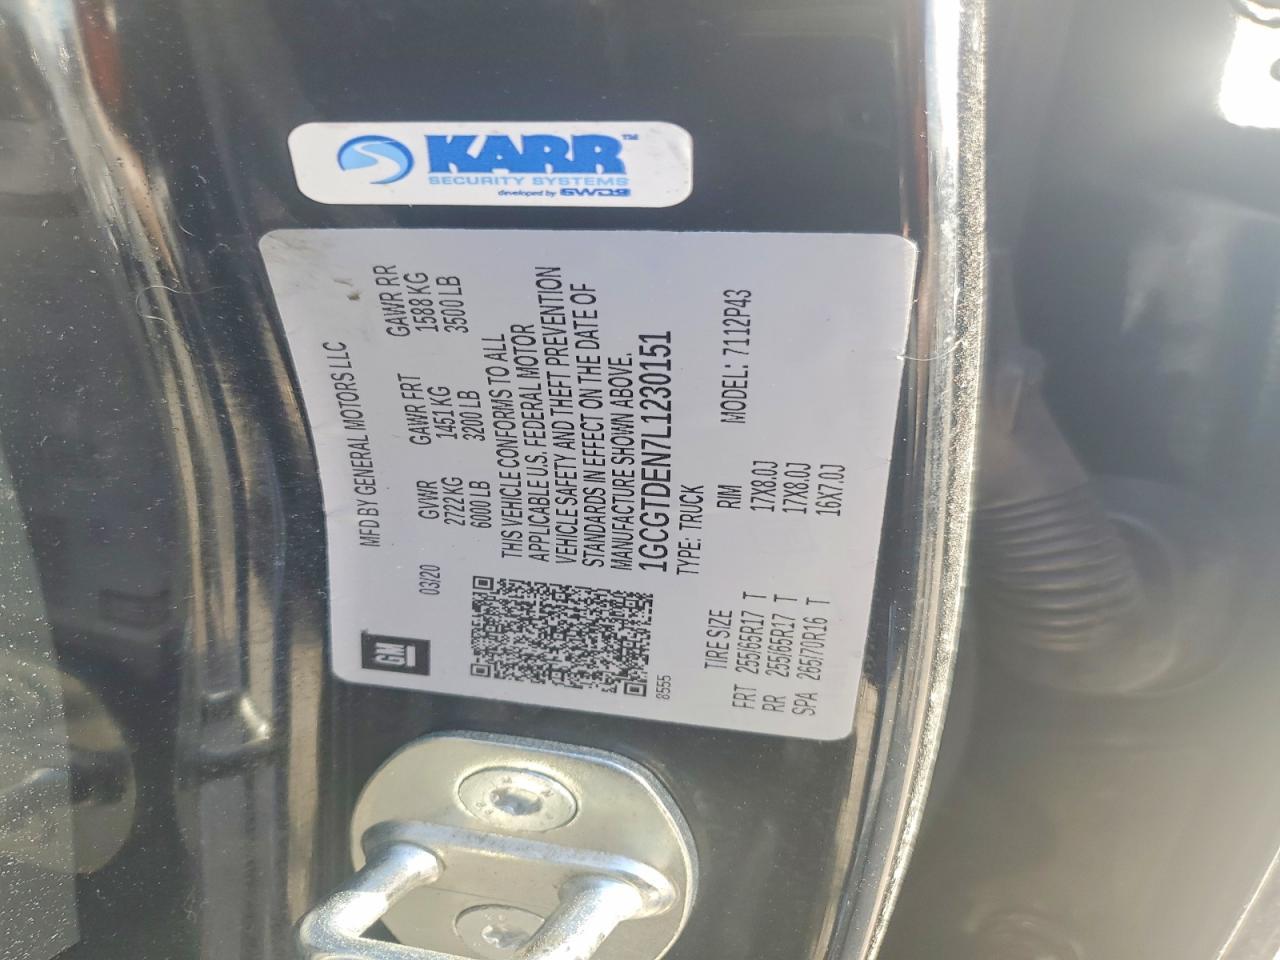 KARR™
SECURITY SYSTEMS
developed by SWDS
MFD BY GENERAL MOTORS LLC
GM
03/20
GVWR GAWR FRT GAWR RR
2722 KG 1451 KG 1588 KG
6000 LB 3200 LB 3500 LB
THIS VEHICLE CONFORMS TO ALL
APPLICABLE U.S. FEDERAL MOTOR
VEHICLE SAFETY AND THEFT PREVENTION
STANDARDS IN EFFECT ON THE DATE OF
MANUFACTURE SHOWN ABOVE.
1GCGTDEN7L1230151
8555
TYPE: TRUCK
MODEL: 7112P43
TIRE SIZE RIM
FRT 255/65R17 T 17X8.0J
RR 255/65R17 T 17X8.0J
SPA 265/70R16 T 16X7.0J